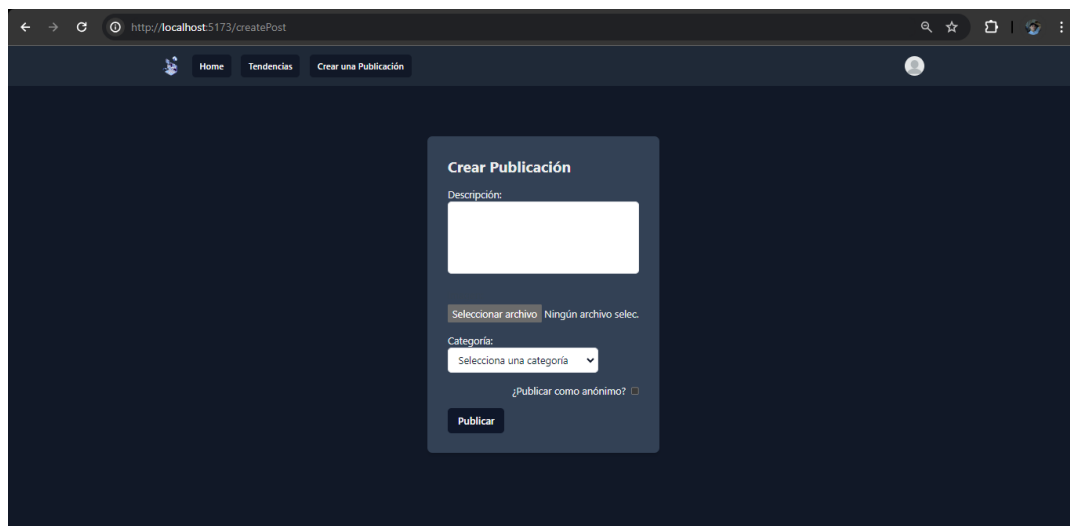 http://localhost:5173/createPost
Home Tendencias Crear una Publicación
Crear Publicación
Descripción:
Seleccionar archivo Ningún archivo selec.
Categoría:
Selecciona una categoría
¿Publicar como anónimo?
Publicar